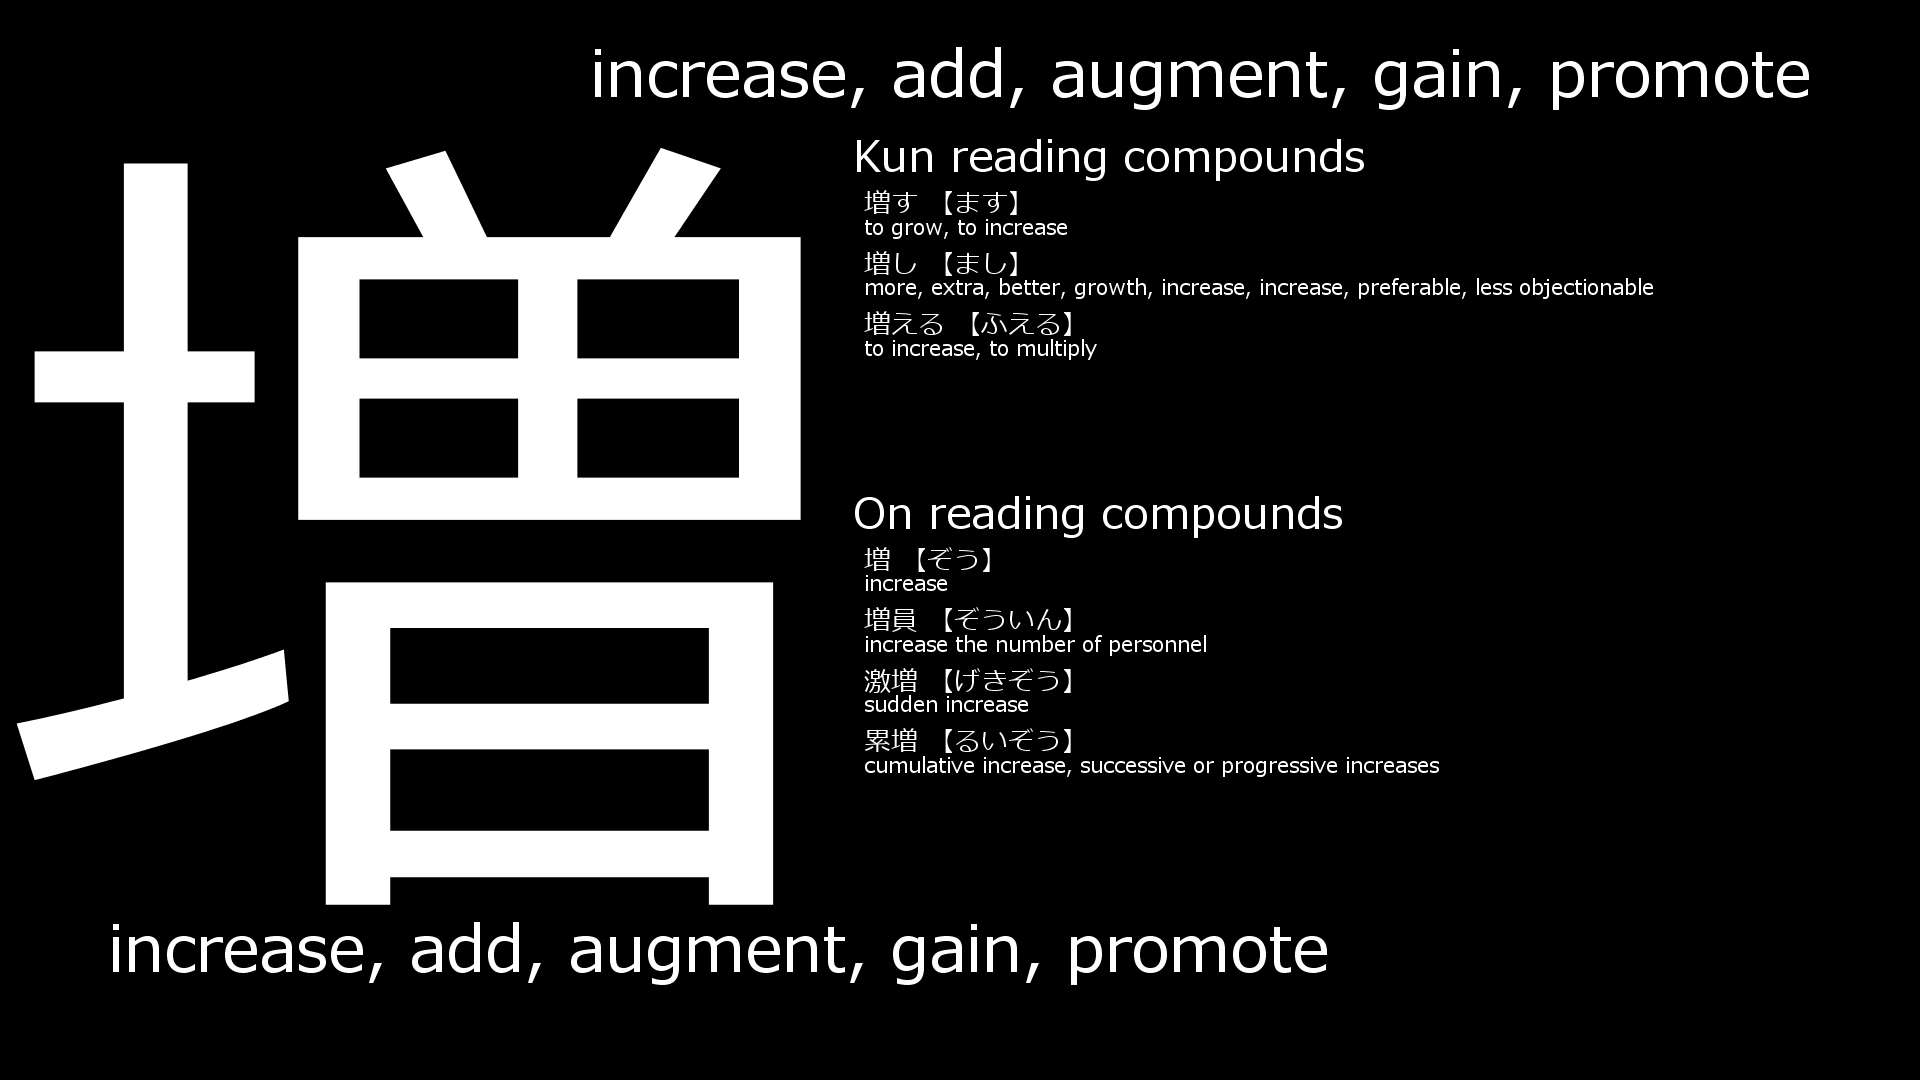 increase, add, augment, gain, promote
増
Kun reading compounds
増す 【ます】
to grow, to increase
増し 【まし】
more, extra, better, growth, increase, increase, preferable, less objectionable
増える 【ふえる】
to increase, to multiply
On reading compounds
増 【ぞう】
increase
増員 【ぞういん】
increase the number of personnel
激増 【げきぞう】
sudden increase
累増 【るいぞう】
cumulative increase, successive or progressive increases
increase, add, augment, gain, promote